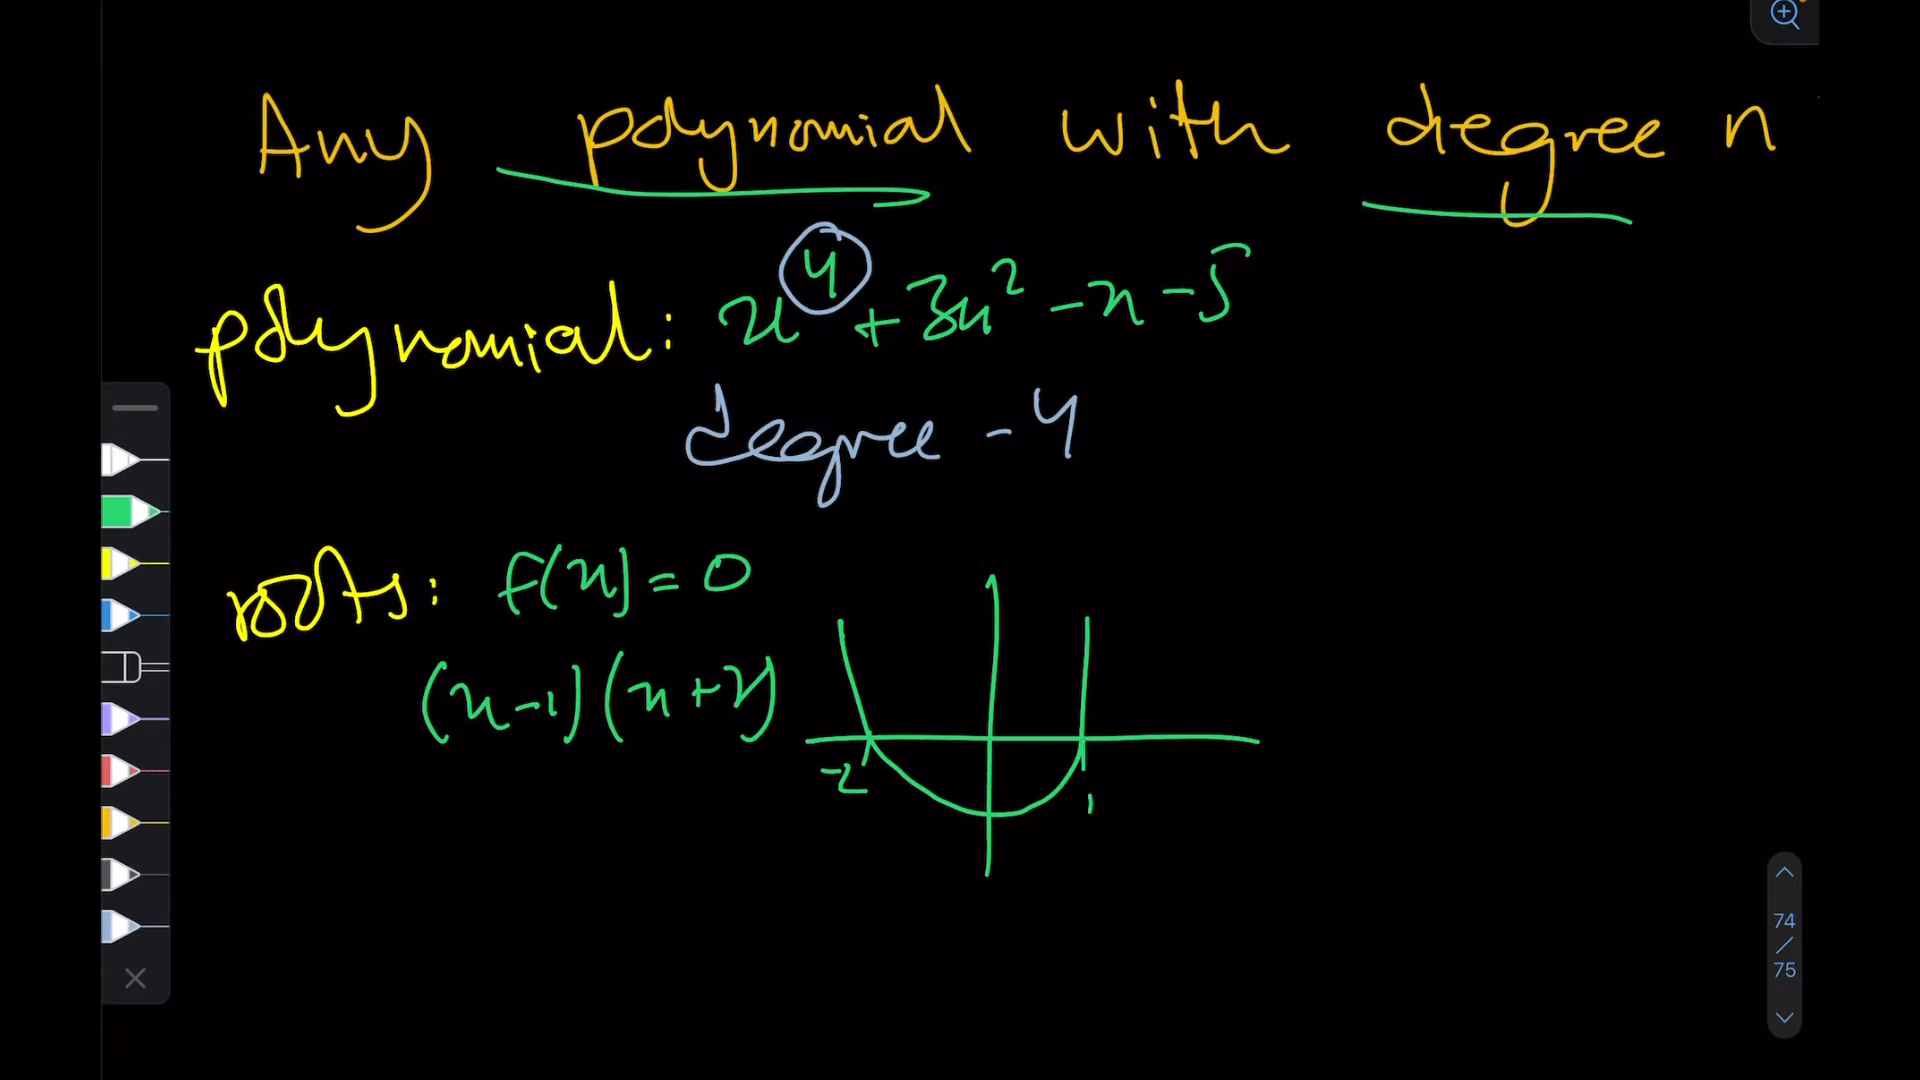 Any polynomial with degree n
polynomial: x⁴ + 3x² - x - 5
degree - 4
roots: f(x) = 0
(x-1)(x+2)
-2
1
74
/
75